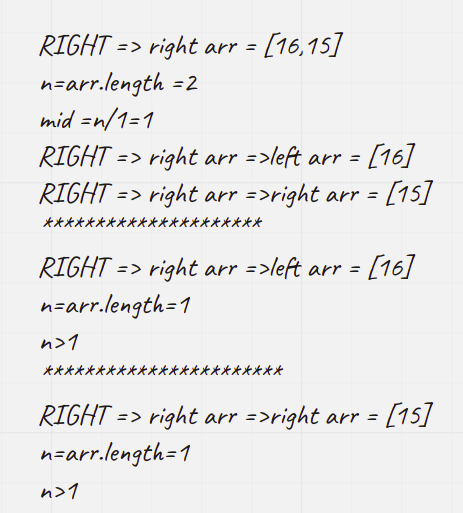 RIGHT => right arr = [16,15]
n=arr.length =2
mid =n/1=1
RIGHT => right arr =>left arr = [16]
RIGHT => right arr =>right arr = [15]
*********************
RIGHT => right arr =>left arr = [16]
n=arr.length=1
n>1
***********************
RIGHT => right arr =>right arr = [15]
n=arr.length=1
n>1